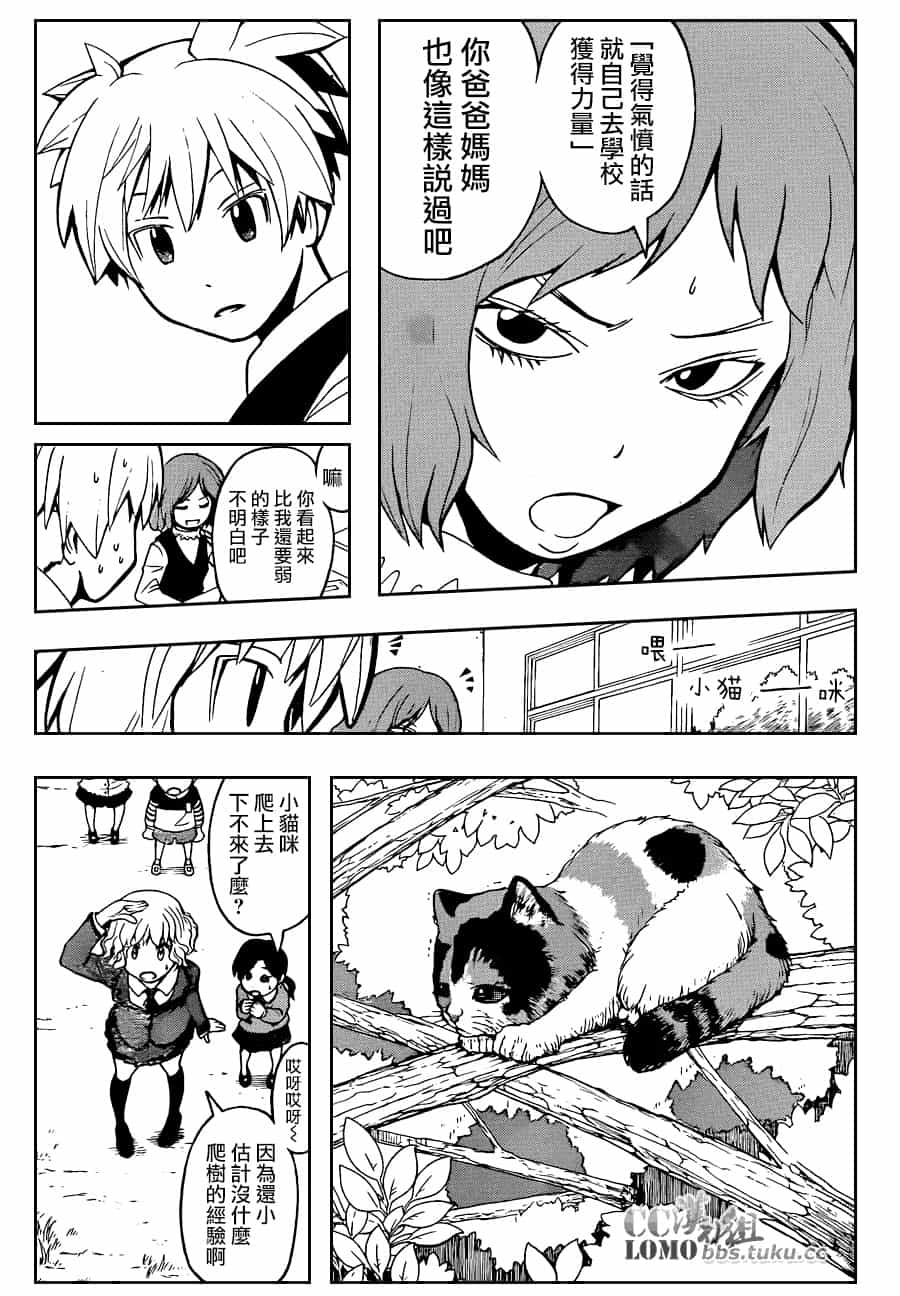 「覺得氣憤的話
就自己去學校
獲得力量」
你爸爸媽媽
也像這樣説過吧
嘛
你看起來
比我還要弱
的樣子
不明白吧
喂—
小貓——咪
小貓咪
爬上去
下不來了麼？
哎呀哎呀~
因為還小
估計沒什麼
爬樹的經驗啊
CC漢化組
LOMO bbs.tuku.cc